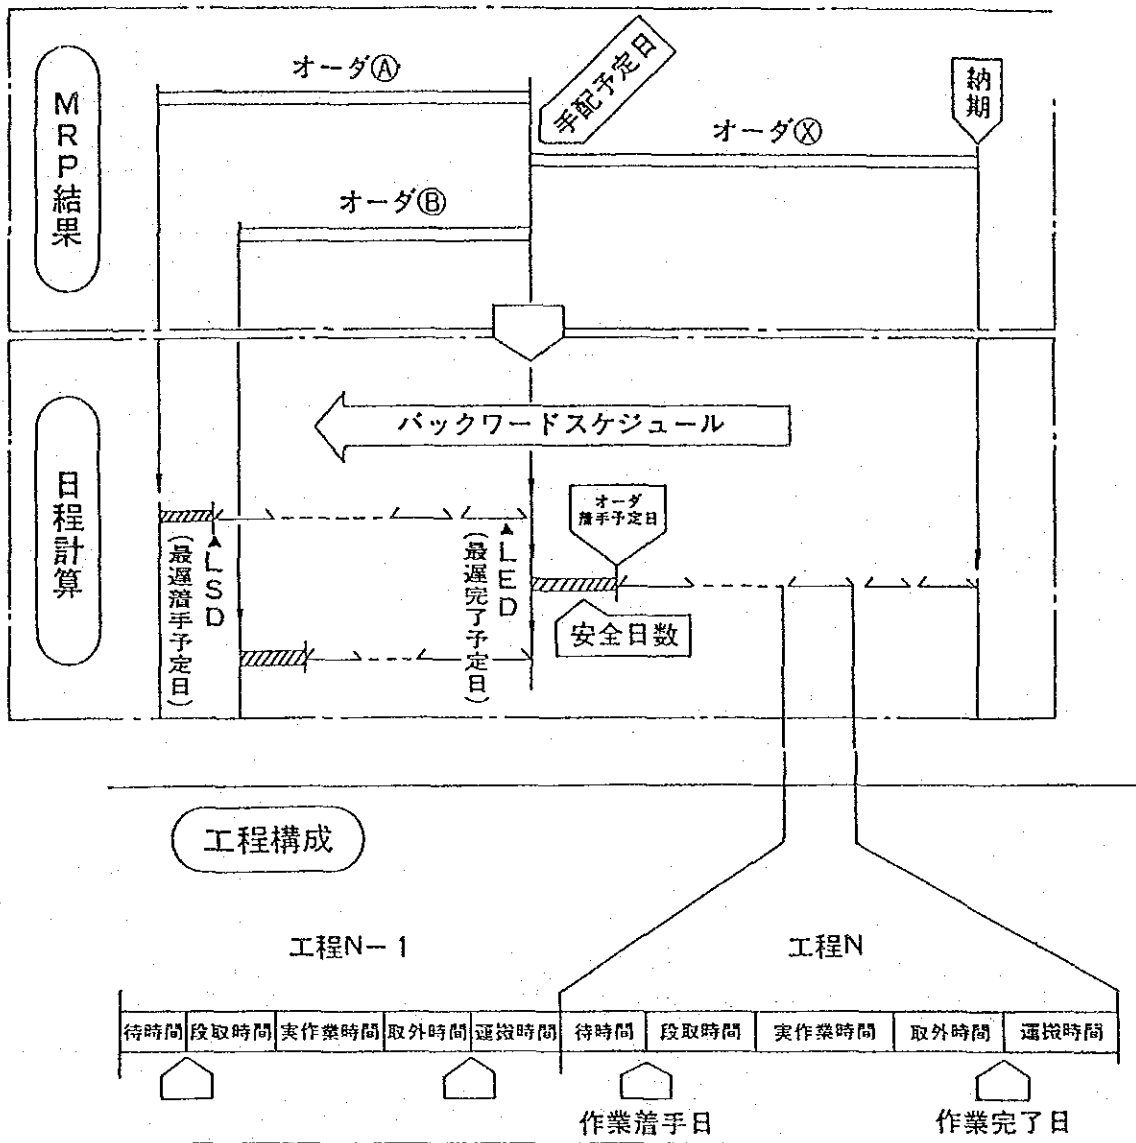 MRP結果
オーダⒶ
手配予定日
納期
オーダⓍ
オーダⒷ
日程計算
バックワードスケジュール
オーダ
着手予定日
安全日数
LSD
(最遅着手予定日)
LED
(最遅完了予定日)
工程構成
工程N-1
工程N
待時間
段取時間
実作業時間
取外時間
運搬時間
待時間
段取時間
実作業時間
取外時間
運搬時間
作業着手日
作業完了日